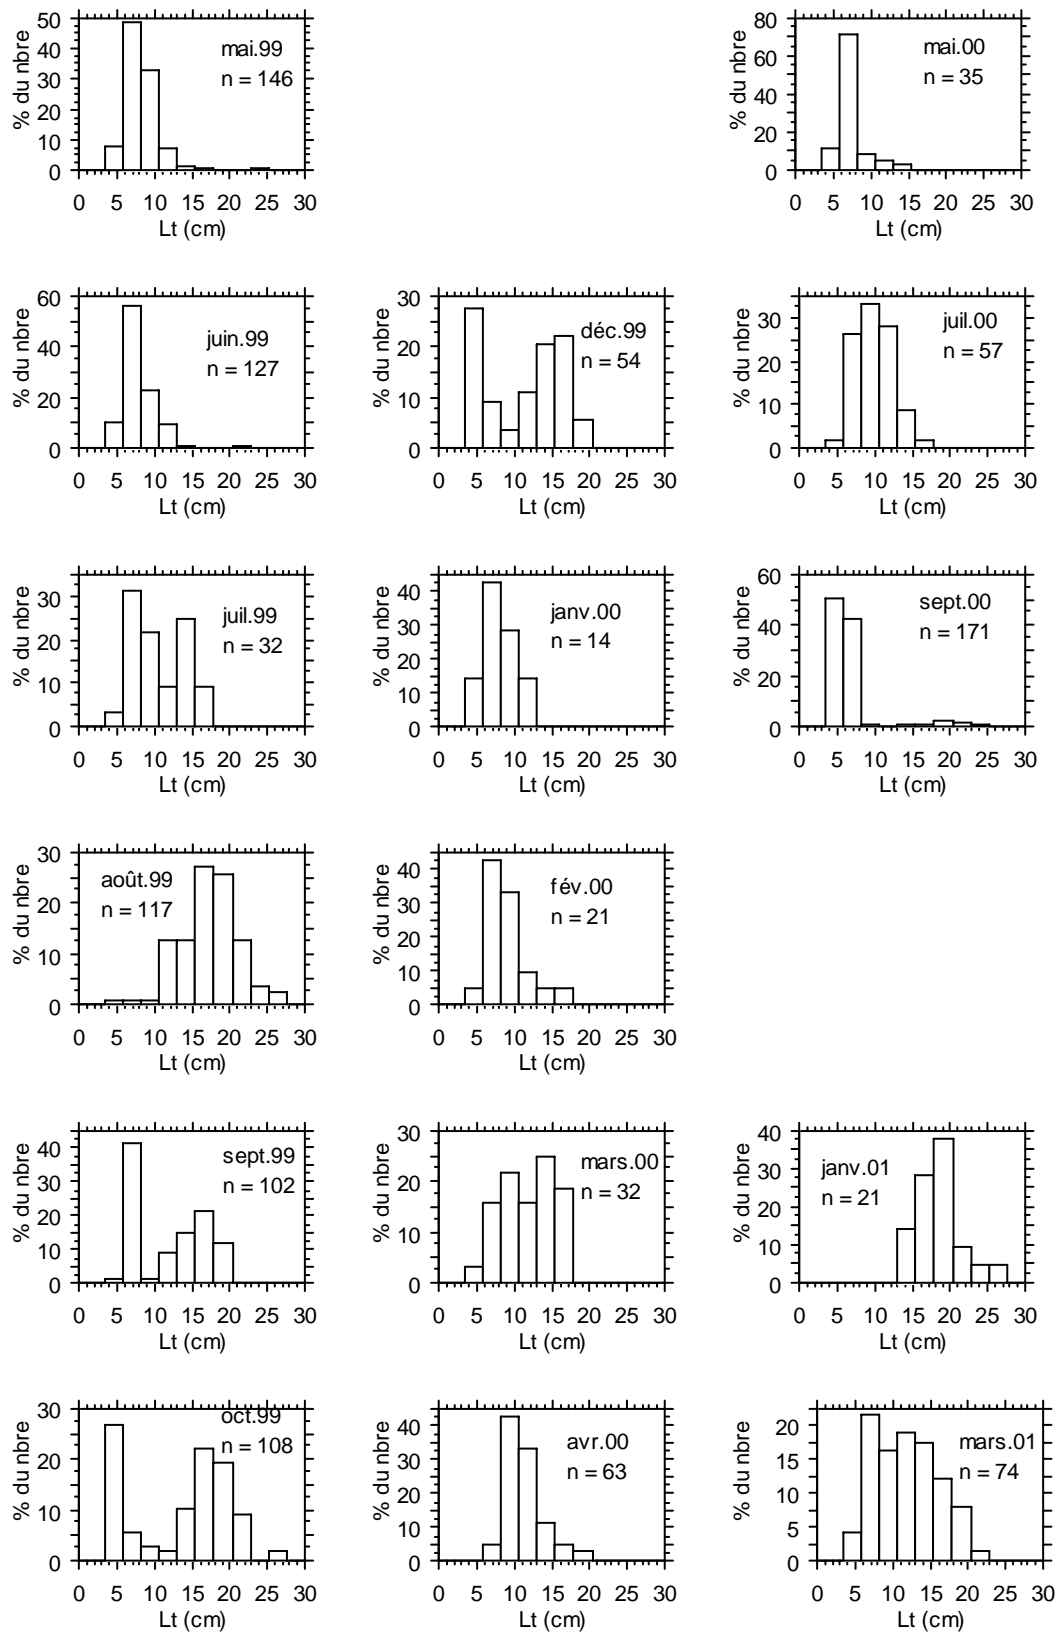 50
40
30
20
10
0
% du nbre
mai.99
n = 146
0 5 10 15 20 25 30
Lt (cm)
80
60
40
20
0
% du nbre
mai.00
n = 35
0 5 10 15 20 25 30
Lt (cm)
60
40
20
0
% du nbre
juin.99
n = 127
0 5 10 15 20 25 30
Lt (cm)
30
20
10
0
% du nbre
déc.99
n = 54
0 5 10 15 20 25 30
Lt (cm)
30
20
10
0
% du nbre
juil.00
n = 57
0 5 10 15 20 25 30
Lt (cm)
30
20
10
0
% du nbre
juil.99
n = 32
0 5 10 15 20 25 30
Lt (cm)
40
30
20
10
0
% du nbre
janv.00
n = 14
0 5 10 15 20 25 30
Lt (cm)
60
40
20
0
% du nbre
sept.00
n = 171
0 5 10 15 20 25 30
Lt (cm)
30
20
10
0
% du nbre
août.99
n = 117
0 5 10 15 20 25 30
Lt (cm)
40
30
20
10
0
% du nbre
fév.00
n = 21
0 5 10 15 20 25 30
Lt (cm)
40
30
20
10
0
% du nbre
sept.99
n = 102
0 5 10 15 20 25 30
Lt (cm)
30
20
10
0
% du nbre
mars.00
n = 32
0 5 10 15 20 25 30
Lt (cm)
40
30
20
10
0
% du nbre
janv.01
n = 21
0 5 10 15 20 25 30
Lt (cm)
30
20
10
0
% du nbre
oct.99
n = 108
0 5 10 15 20 25 30
Lt (cm)
40
30
20
10
0
% du nbre
avr.00
n = 63
0 5 10 15 20 25 30
Lt (cm)
20
15
10
5
0
% du nbre
mars.01
n = 74
0 5 10 15 20 25 30
Lt (cm)